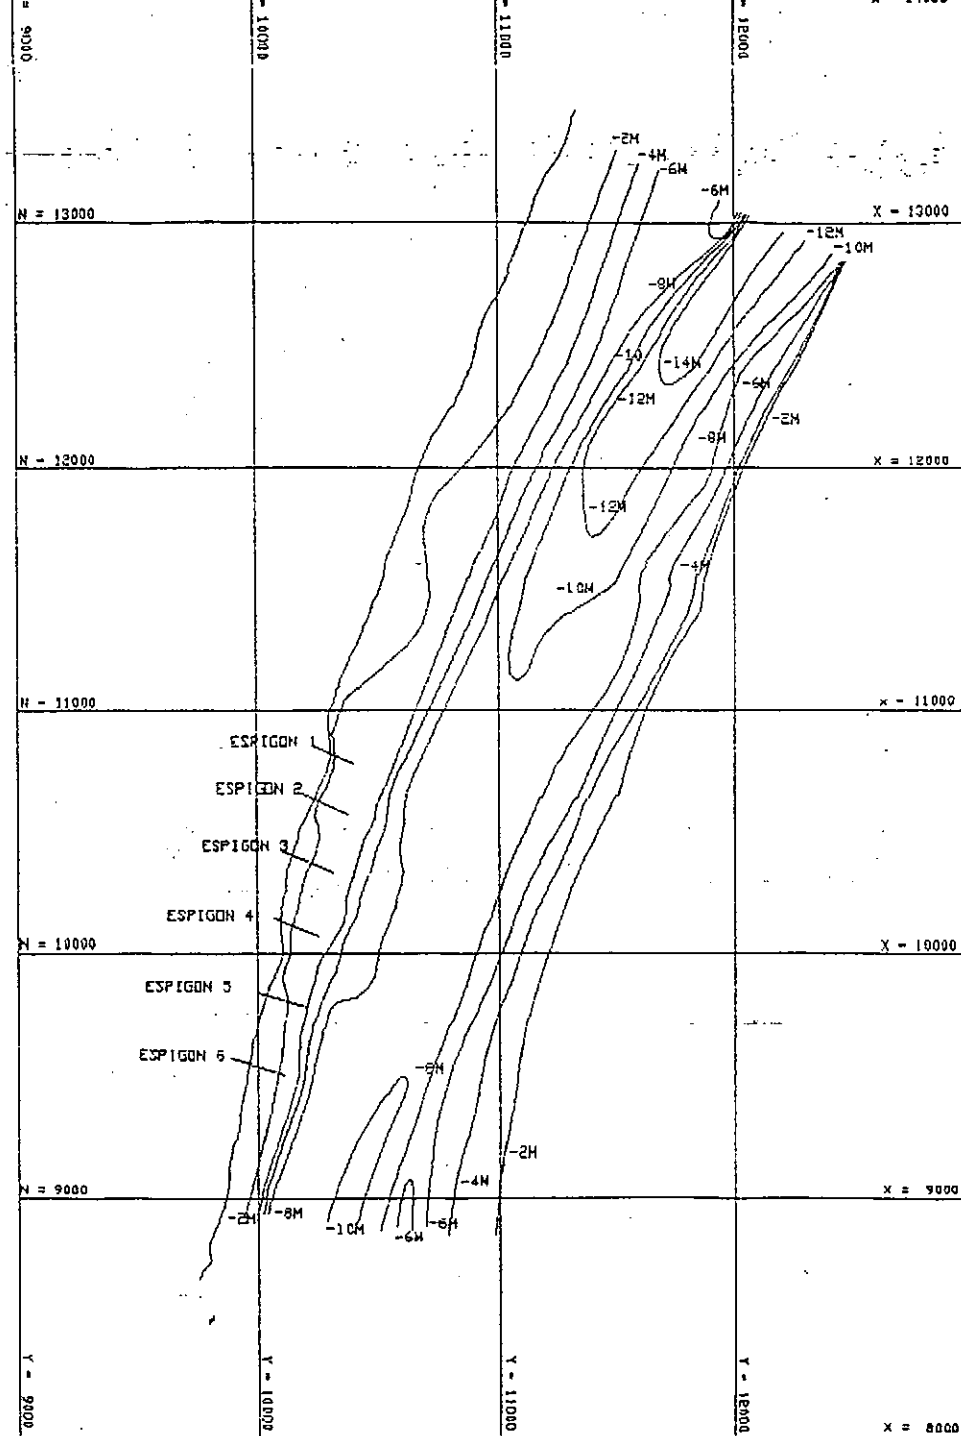 = 9000
= 10000
= 11000
= 12000
-2M
-4M
-6M
-6M
N = 13000
X - 13000
-12M
-10M
-8M
-10
-14M
-12M
-6M
-2M
-8M
N - 12000
X = 12000
-12M
-4M
-10M
N - 11000
X - 11000
ESPIGON 1
ESPIGON 2
ESPIGON 3
ESPIGON 4
N = 10000
X - 10000
ESPIGON 5
ESPIGON 6
-8M
-2M
-4M
N = 9000
X = 9000
-2M
-8M
-10M
-6M
-6M
Y = 9000
Y = 10000
Y = 11000
Y = 12000
X = 8000